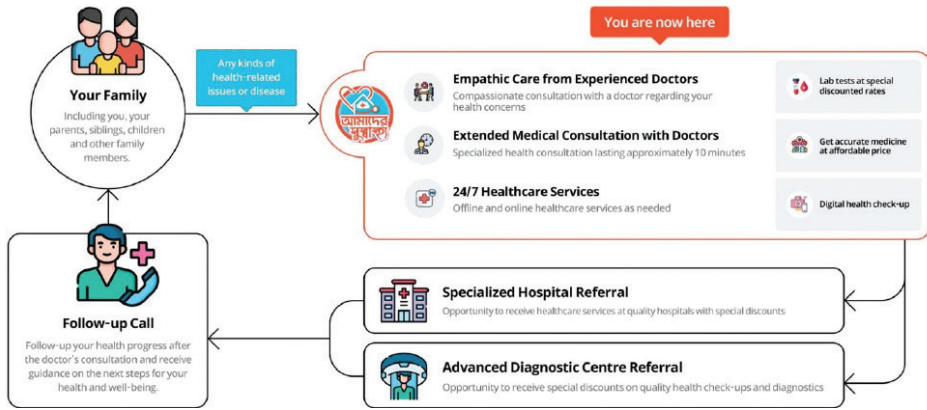 You are now here
Your Family
Including you, your
parents, siblings, children
and other family
members.
Any kinds of
health-related
issues or disease
আমাদের
সুস্বাস্থ্য
Empathic Care from Experienced Doctors
Compassionate consultation with a doctor regarding your
health concerns
Extended Medical Consultation with Doctors
Specialized health consultation lasting approximately 10 minutes
24/7 Healthcare Services
Offline and online healthcare services as needed
Lab tests at special
discounted rates
Get accurate medicine
at affordable price
Digital health check-up
Specialized Hospital Referral
Opportunity to receive healthcare services at quality hospitals with special discounts
Advanced Diagnostic Centre Referral
Opportunity to receive special discounts on quality health check-ups and diagnostics
Follow-up Call
Follow-up your health progress after
the doctor's consultation and receive
guidance on the next steps for your
health and well-being.